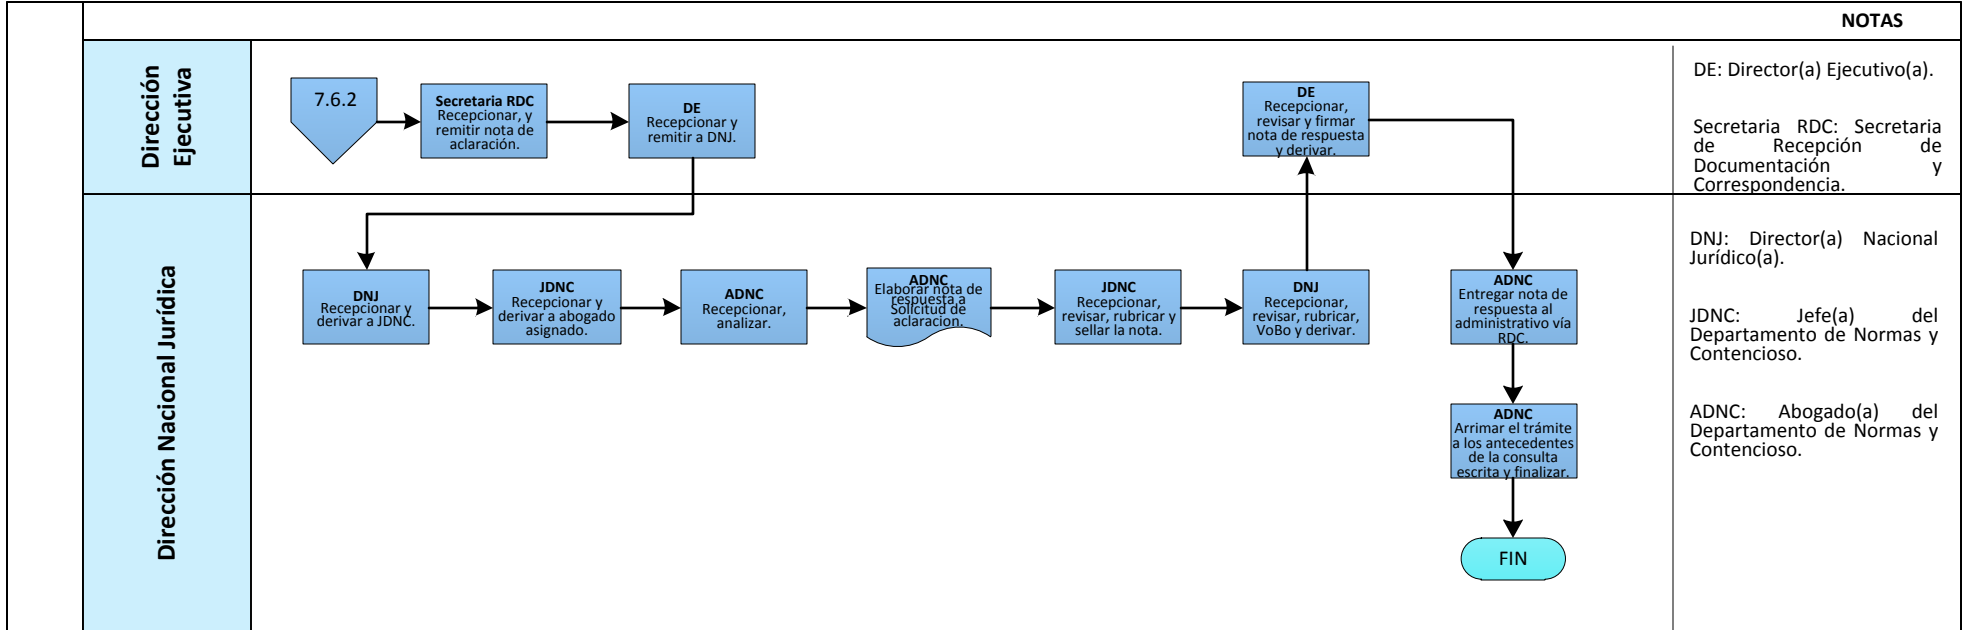 NOTAS
Dirección
Ejecutiva
7.6.2
Secretaria RDC
Recepcionar, y
remitir nota de
aclaración.
DE
Recepcionar y
remitir a DNJ.
DE
Recepcionar,
revisar y firmar
nota de respuesta
y derivar.
DE: Director(a) Ejecutivo(a).
Secretaria RDC: Secretaria
de Recepción de
Documentación y
Correspondencia.
Dirección Nacional Jurídica
DNJ
Recepcionar y
derivar a JDNC.
JDNC
Recepcionar y
derivar a abogado
asignado.
ADNC
Recepcionar,
analizar.
ADNC
Elaborar nota de
respuesta a
Solicitud de
aclaracion.
JDNC
Recepcionar,
revisar, rubricar y
sellar la nota.
DNJ
Recepcionar,
revisar, rubricar,
VoBo y derivar.
ADNC
Entregar nota de
respuesta al
administrativo vía
RDC.
ADNC
Arrimar el trámite
a los antecedentes
de la consulta
escrita y finalizar.
FIN
DNJ: Director(a) Nacional
Jurídico(a).
JDNC: Jefe(a) del
Departamento de Normas y
Contencioso.
ADNC: Abogado(a) del
Departamento de Normas y
Contencioso.